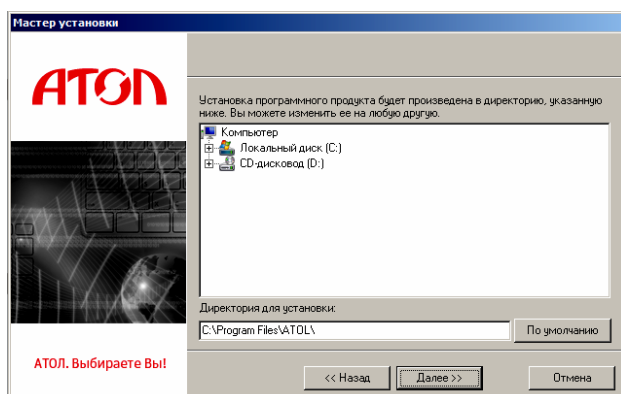 Мастер установки
АТОЛ
Установка программного продукта будет произведена в директорию, указанную
ниже. Вы можете изменить ее на любую другую.
Компьютер
Локальный диск (C:)
CD-дисковод (D:)
Директория для установки:
C:\Program Files\ATOL\
По умолчанию
АТОЛ. Выбираете Вы!
<< Назад
Далее >>
Отмена